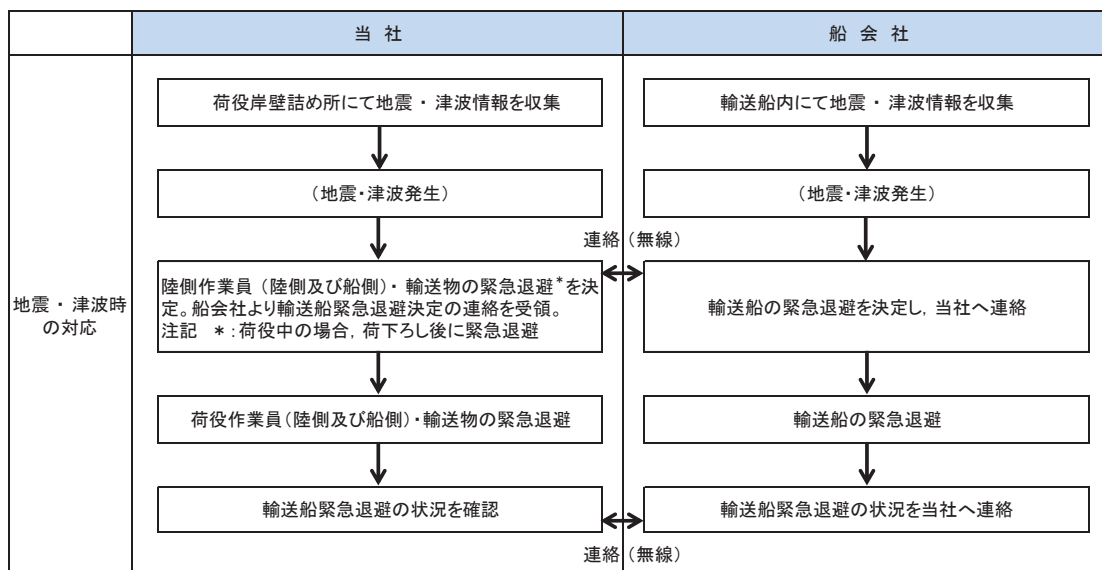 当 社
船 会 社
地震・津波時
の対応
荷役岸壁詰め所にて地震・津波情報を収集
輸送船内にて地震・津波情報を収集
(地震・津波発生)
(地震・津波発生)
連絡(無線)
陸側作業員(陸側及び船側)・輸送物の緊急退避*を決
定。船会社より輸送船緊急退避決定の連絡を受領。
注記 *:荷役中の場合,荷下ろし後に緊急退避
輸送船の緊急退避を決定し,当社へ連絡
荷役作業員(陸側及び船側)・輸送物の緊急退避
輸送船の緊急退避
輸送船緊急退避の状況を確認
輸送船緊急退避の状況を当社へ連絡
連絡(無線)